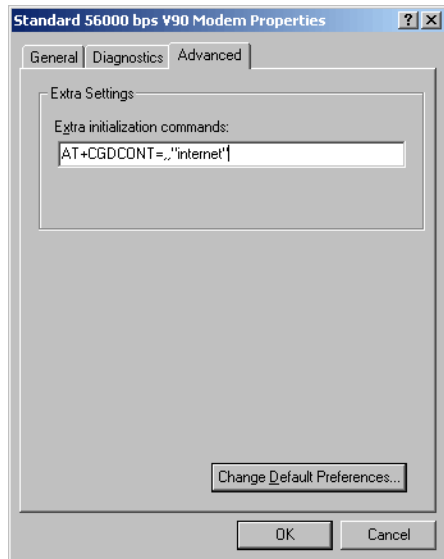 Standard 56000 bps V90 Modem Properties
General Diagnostics Advanced
Extra Settings
Extra initialization commands:
AT+CGDCONT=,,"internet"
Change Default Preferences...
OK Cancel